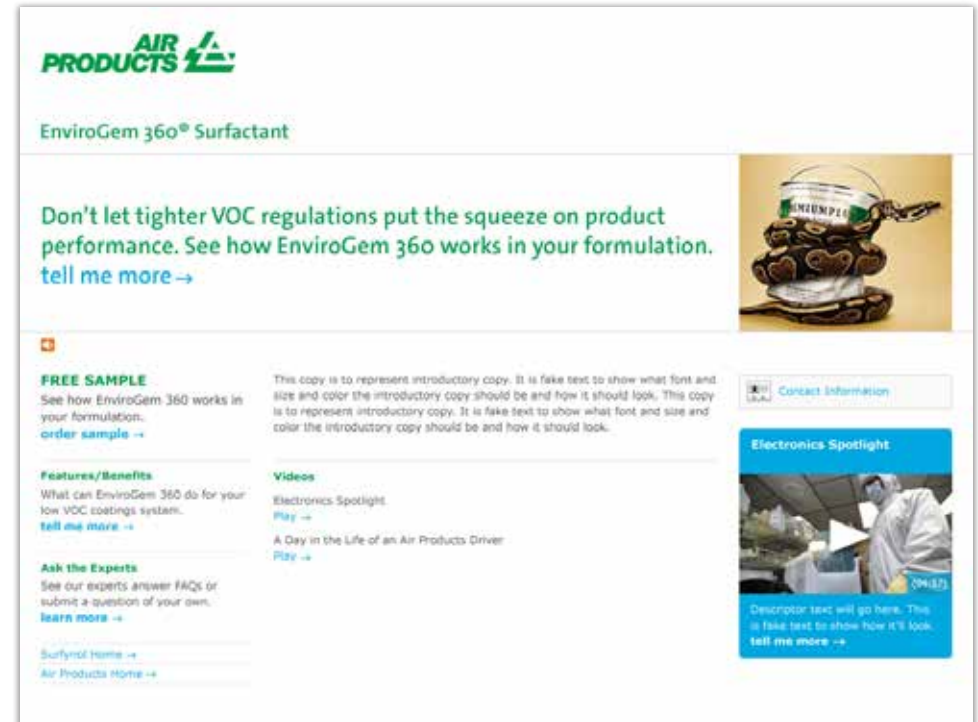 AIR
PRODUCTS
EnviroGem 360® Surfactant
Don't let tighter VOC regulations put the squeeze on product
performance. See how EnviroGem 360 works in your formulation.
tell me more →
FREE SAMPLE
See how EnviroGem 360 works in
your formulation.
order sample →
Features/Benefits
What can EnviroGem 360 do for your
low VOC coatings system.
tell me more →
Ask the Experts
See our experts answer FAQs or
submit a question of your own.
learn more →
Surfynol Home →
Air Products Home →
This copy is to represent introductory copy. It is fake text to show what font and
size and color the introductory copy should be and how it should look. This copy
is to represent introductory copy. It is fake text to show what font and size and
color the introductory copy should be and how it should look.
Videos
Electronics Spotlight
Play →
A Day in the Life of an Air Products Driver
Play →
Contact Information
Electronics Spotlight
(04:37)
Descriptor text will go here. This
is fake text to show how it'll look.
tell me more →